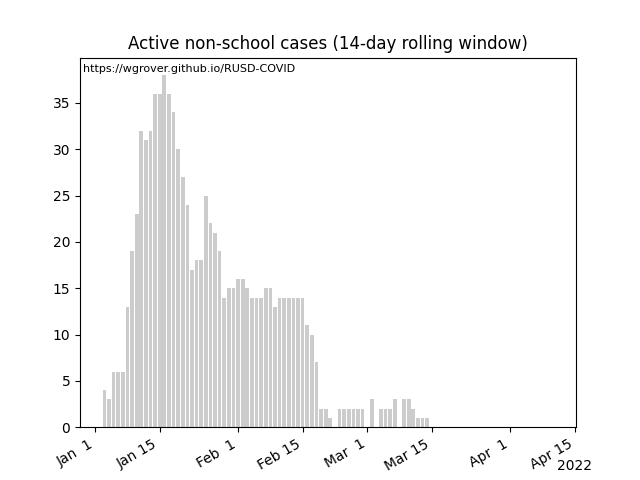 Active non-school cases (14-day rolling window)
https://wgrover.github.io/RUSD-COVID
35
30
25
20
15
10
5
0
Jan 1
Jan 15
Feb 1
Feb 15
Mar 1
Mar 15
Apr 1
Apr 15
2022